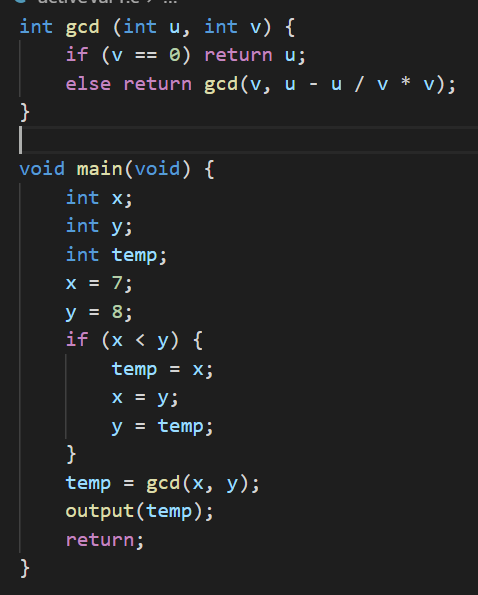 int gcd (int u, int v) {
    if (v == 0) return u;
    else return gcd(v, u - u / v * v);
}

void main(void) {
    int x;
    int y;
    int temp;
    x = 7;
    y = 8;
    if (x < y) {
        temp = x;
        x = y;
        y = temp;
    }
    temp = gcd(x, y);
    output(temp);
    return;
}